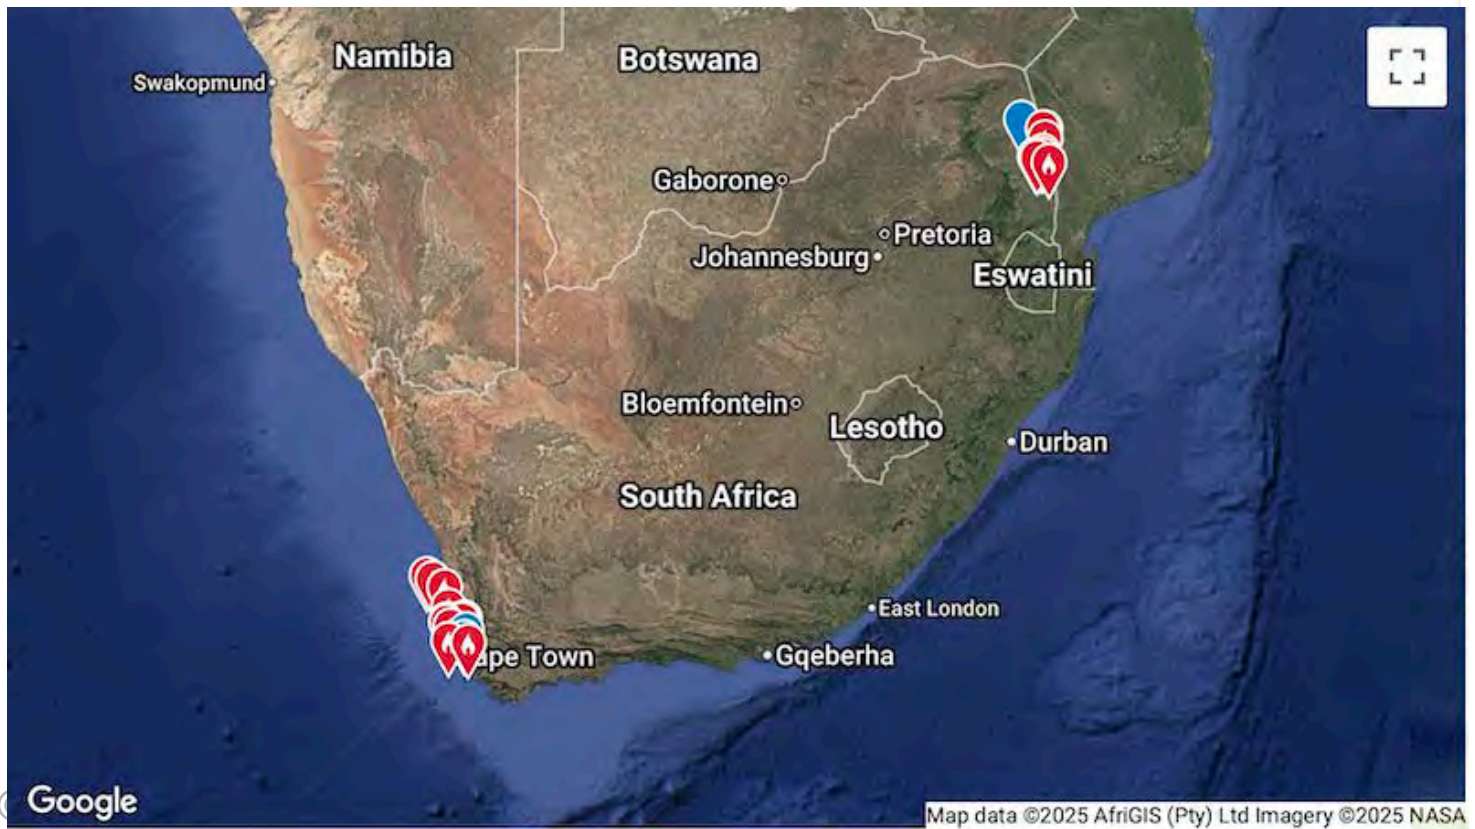 Namibia
Botswana
Swakopmund
Gaborone
Pretoria
Johannesburg
Eswatini
Bloemfontein
Lesotho
Durban
South Africa
East London
ape Town
Gqeberha
Google
Map data ©2025 AfriGIS (Pty) Ltd Imagery ©2025 NASA